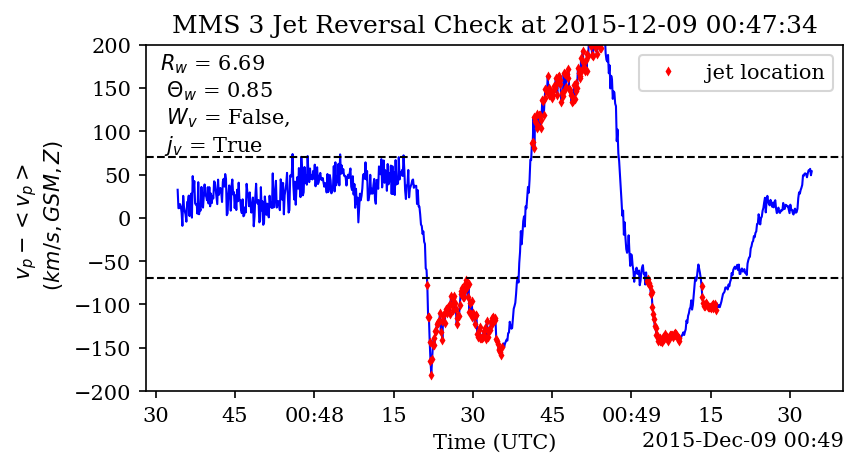 MMS 3 Jet Reversal Check at 2015-12-09 00:47:34
200
150
100
50
0
−50
−100
−150
−200
v_p − <v_p>
(km/s, GSM, Z)
R_w = 6.69
Θ_w = 0.85
W_v = False,
j_v = True
jet location
30 45 00:48 15 30 45 00:49 15 30
Time (UTC)
2015-Dec-09 00:49